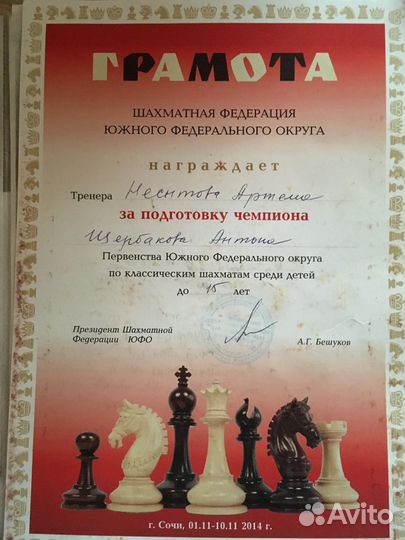 ГРАМОТА
ШАХМАТНАЯ ФЕДЕРАЦИЯ
ЮЖНОГО ФЕДЕРАЛЬНОГО ОКРУГА
награждает
Тренера Артема
за подготовку чемпиона
Щербакова Антона
Первенства Южного Федерального округа
по классическим шахматам среди детей
до 15 лет
Президент Шахматной
Федерации ЮФО
А.Г. Бешуков
г. Сочи, 01.11-10.11 2014 г.
Avito